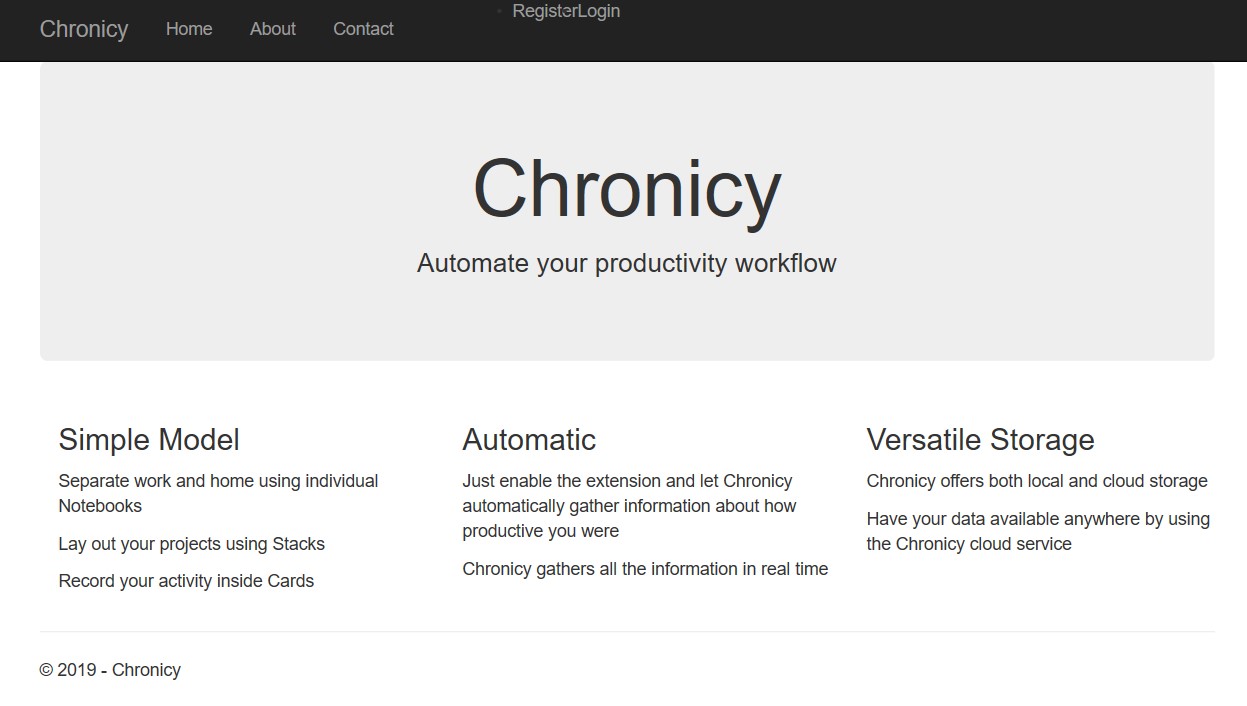 Chronicy Home About Contact RegisterLogin
Chronicy
Automate your productivity workflow
Simple Model
Separate work and home using individual
Notebooks
Lay out your projects using Stacks
Record your activity inside Cards
Automatic
Just enable the extension and let Chronicy
automatically gather information about how
productive you were
Chronicy gathers all the information in real time
Versatile Storage
Chronicy offers both local and cloud storage
Have your data available anywhere by using
the Chronicy cloud service
© 2019 - Chronicy